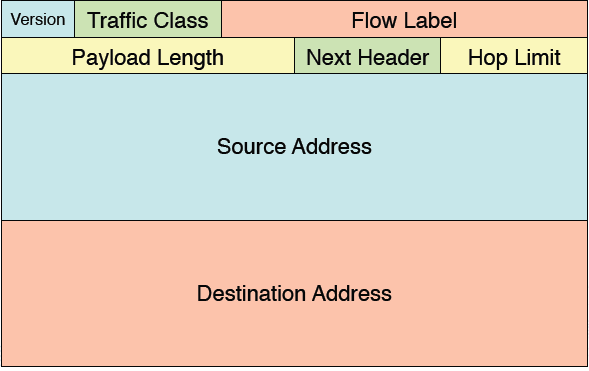 Version Traffic Class Flow Label
Payload Length Next Header Hop Limit
Source Address
Destination Address